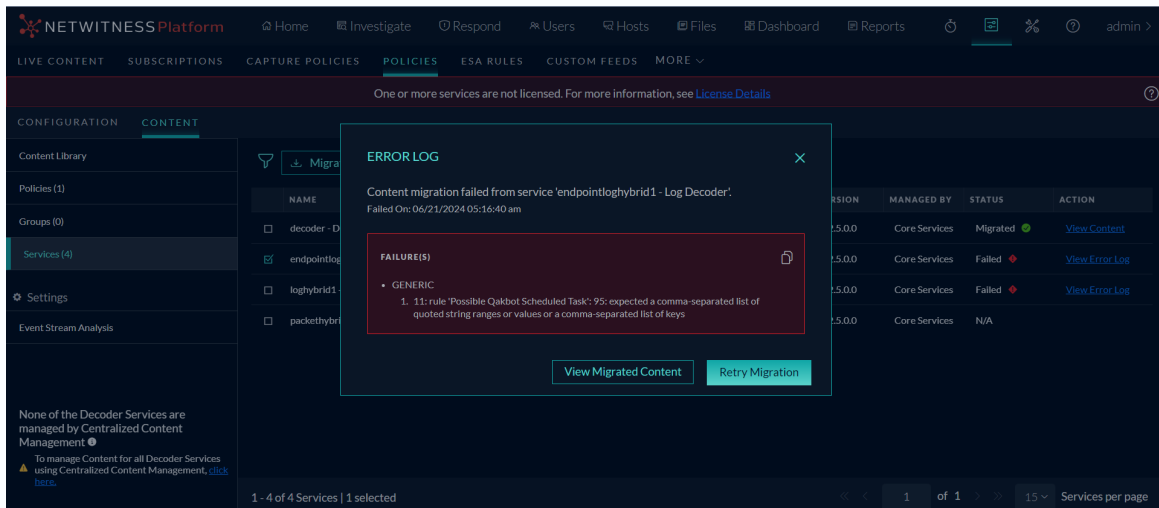 NETWITNESS Platform
Home Investigate Respond Users Hosts Files Dashboard Reports admin >
LIVE CONTENT SUBSCRIPTIONS CAPTURE POLICIES POLICIES ESA RULES CUSTOM FEEDS MORE
One or more services are not licensed. For more information, see License Details
CONFIGURATION CONTENT
Content Library
Policies (1)
Groups (0)
Services (4)
Settings
Event Stream Analysis
None of the Decoder Services are
managed by Centralized Content
Management
To manage Content for all Decoder Services
using Centralized Content Management, click
here.
Migra
NAME RSION MANAGED BY STATUS ACTION
decoder - D .5.0.0 Core Services Migrated View Content
endpointlog .5.0.0 Core Services Failed View Error Log
loghybrid1 - .5.0.0 Core Services Failed View Error Log
packethybri .5.0.0 Core Services N/A
ERROR LOG
Content migration failed from service 'endpointloghybrid1 - Log Decoder'.
Failed On: 06/21/2024 05:16:40 am
FAILURE(S)
• GENERIC
1. 11: rule 'Possible Qakbot Scheduled Task': 95: expected a comma-separated list of
quoted string ranges or values or a comma-separated list of keys
View Migrated Content Retry Migration
1 - 4 of 4 Services | 1 selected
<< < 1 of 1 > >> 15 Services per page